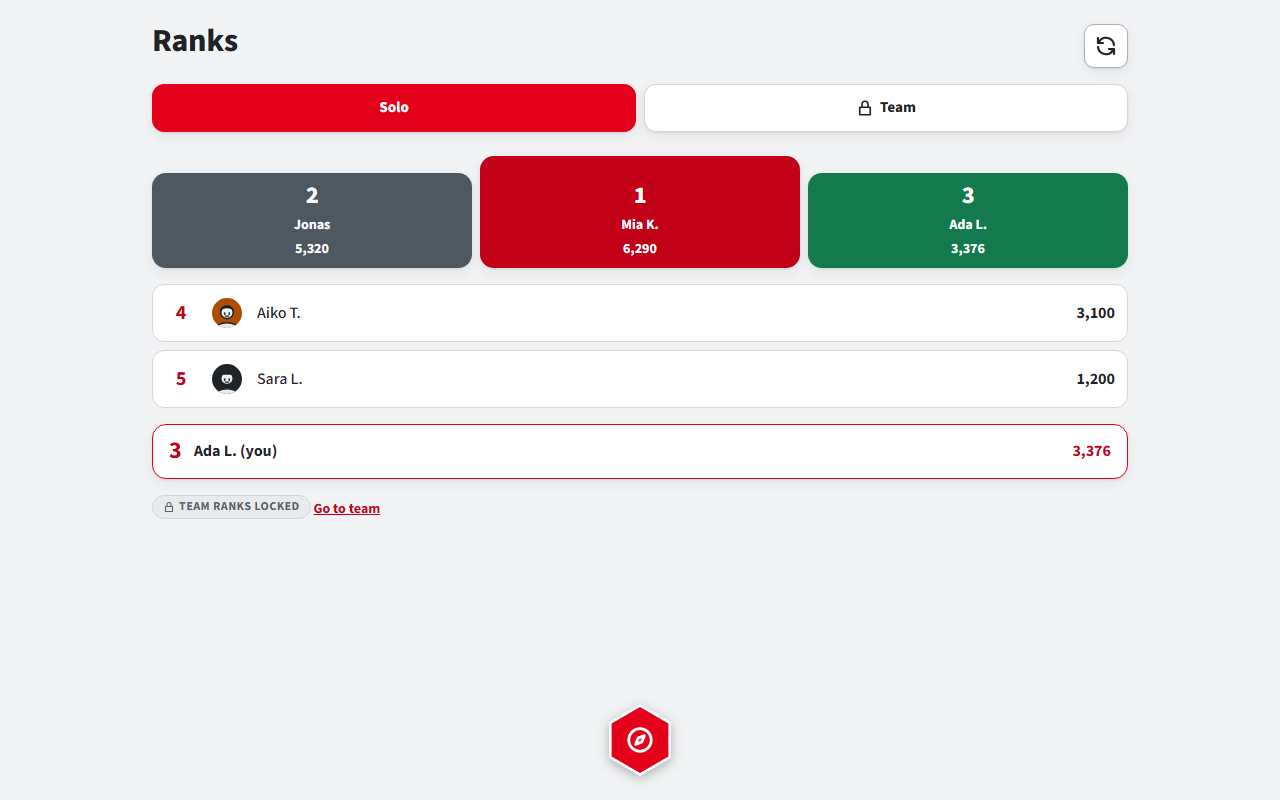 Ranks
Solo
Team
2
Jonas
5,320
1
Mia K.
6,290
3
Ada L.
3,376
4 Aiko T. 3,100
5 Sara L. 1,200
3 Ada L. (you) 3,376
TEAM RANKS LOCKED Go to team